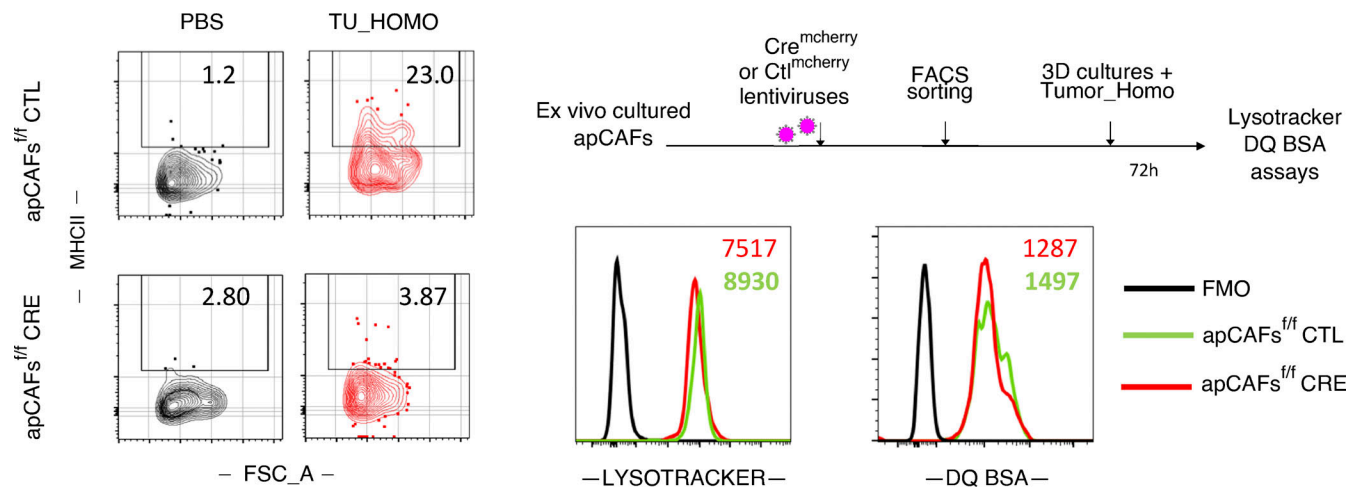 PBS
TU_HOMO
apCAFs^f/f CTL
1.2
23.0
— MHCII —
apCAFs^f/f CRE
2.80
3.87
— FSC_A —
Ex vivo cultured
apCAFs
Cre^mcherry
or Ctl^mcherry
lentiviruses
FACS
sorting
3D cultures +
Tumor_Homo
72h
Lysotracker
DQ BSA
assays
7517
8930
—LYSOTRACKER—
1287
1497
—DQ BSA—
FMO
apCAFs^f/f CTL
apCAFs^f/f CRE